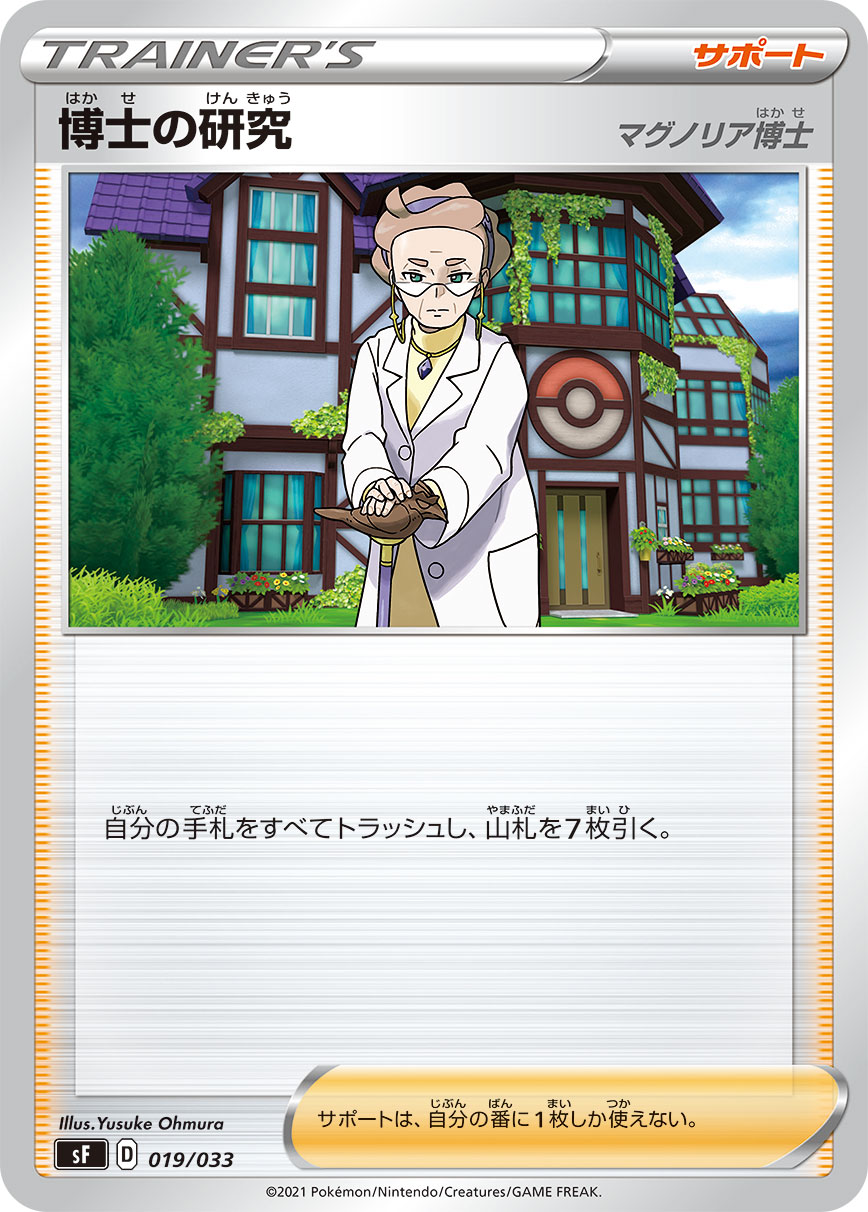 TRAINER'S サポート
はかせ けんきゅう はかせ
博士の研究 マグノリア博士
じぶん てふだ やまふだ まい ひ
自分の手札をすべてトラッシュし、山札を7枚引く。
じぶん ばん まい つか
サポートは、自分の番に1枚しか使えない。
Illus.Yusuke Ohmura
sF D 019/033
©2021 Pokémon/Nintendo/Creatures/GAME FREAK.